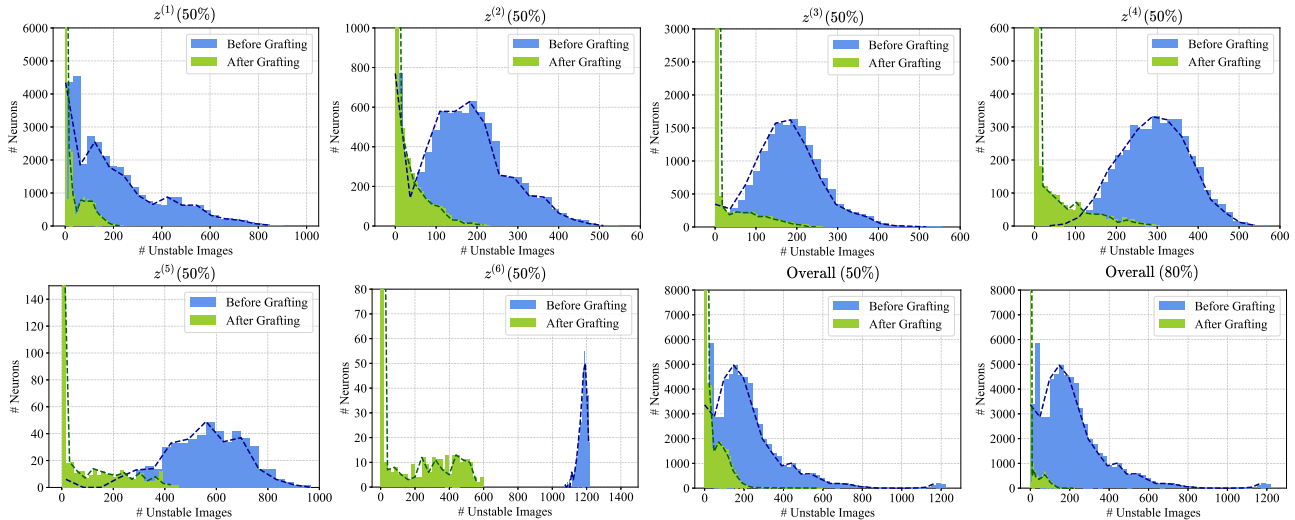 z^(1)(50%)
6000
5000
4000
3000
2000
1000
0
# Neurons
0 200 400 600 800 1000
# Unstable Images
Before Grafting
After Grafting
z^(2)(50%)
1000
800
600
400
200
0
# Neurons
0 100 200 300 400 500 600
# Unstable Images
Before Grafting
After Grafting
z^(3)(50%)
3000
2500
2000
1500
1000
500
0
# Neurons
0 100 200 300 400 500 600
# Unstable Images
Before Grafting
After Grafting
z^(4)(50%)
600
500
400
300
200
100
0
# Neurons
0 100 200 300 400 500 60
# Unstable Images
Before Grafting
After Grafting
z^(5)(50%)
140
120
100
80
60
40
20
0
# Neurons
0 200 400 600 800 1000
# Unstable Images
Before Grafting
After Grafting
z^(6)(50%)
80
70
60
50
40
30
20
10
0
# Neurons
0 200 400 600 800 1000 1200 1400
# Unstable Images
Before Grafting
After Grafting
Overall (50%)
8000
7000
6000
5000
4000
3000
2000
1000
0
# Neurons
0 200 400 600 800 1000 1200
# Unstable Images
Before Grafting
After Grafting
Overall (80%)
8000
7000
6000
5000
4000
3000
2000
1000
0
# Neurons
0 200 400 600 800 1000 1200
# Unstable Images
Before Grafting
After Grafting